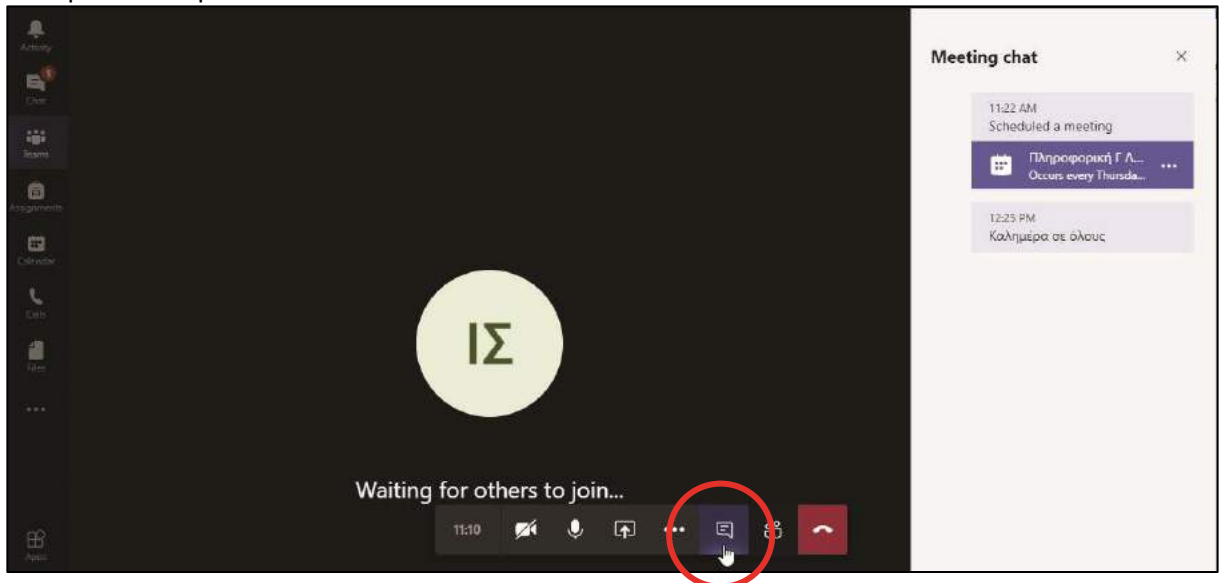 Activity
Chat
Teams
Assignments
Calendar
Calls
Files
Apps
ΙΣ
Waiting for others to join...
11:10
Meeting chat
11:22 AM
Scheduled a meeting
Πληροφορική Γ Λ...
Occurs every Thursda...
12:25 PM
Καλημέρα σε όλους